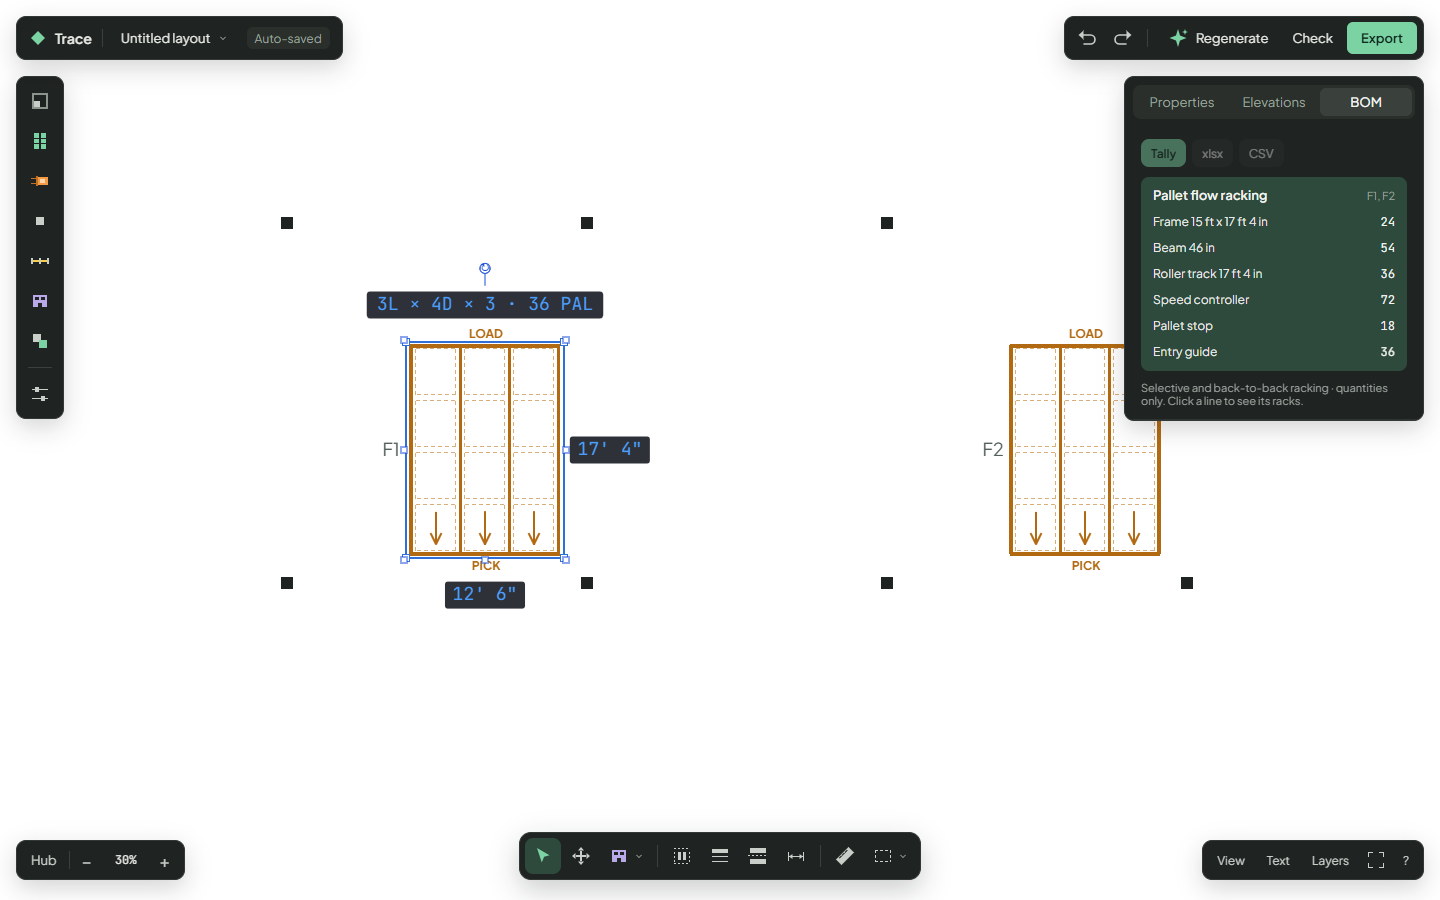 Trace
Untitled layout
Auto-saved
Regenerate
Check
Export
Properties
Elevations
BOM
Tally
xlsx
CSV
Pallet flow racking F1, F2
Frame 15 ft x 17 ft 4 in 24
Beam 46 in 54
Roller track 17 ft 4 in 36
Speed controller 72
Pallet stop 18
Entry guide 36
Selective and back-to-back racking · quantities
only. Click a line to see its racks.
3L × 4D × 3 · 36 PAL
LOAD
F1
17' 4"
PICK
12' 6"
LOAD
F2
PICK
Hub
– 30% +
View
Text
Layers
?